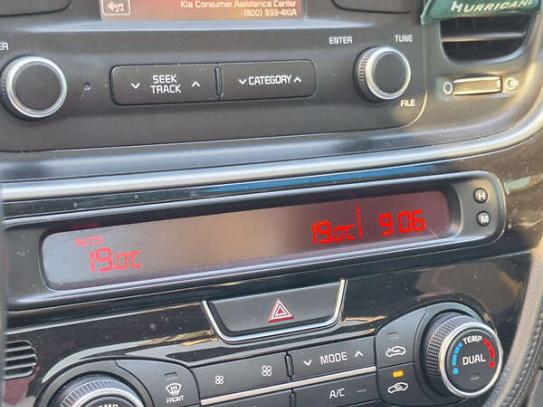 Kia Consumer Assistance Center
(800) 333-4KIA
HURRICANE
ENTER
TUNE
SEEK
TRACK
CATEGORY
FILE
H
AUTO
19.0°C
19.0°C
9:06
M
MODE
TEMP
DUAL
FRONT
A/C